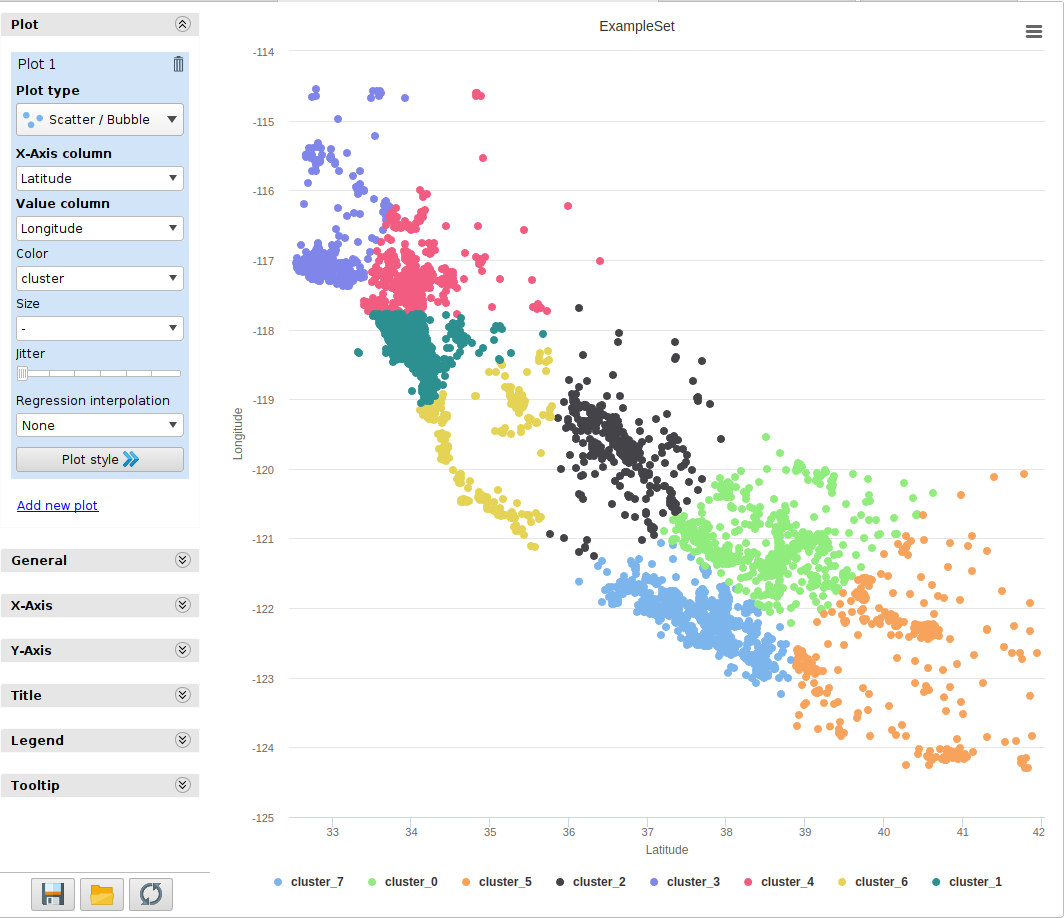 Plot
Plot 1
Plot type
Scatter / Bubble
X-Axis column
Latitude
Value column
Longitude
Color
cluster
Size
-
Jitter
Regression interpolation
None
Plot style
Add new plot
General
X-Axis
Y-Axis
Title
Legend
Tooltip
ExampleSet
Longitude
-114
-115
-116
-117
-118
-119
-120
-121
-122
-123
-124
-125
33 34 35 36 37 38 39 40 41 42
Latitude
cluster_7 cluster_0 cluster_5 cluster_2 cluster_3 cluster_4 cluster_6 cluster_1